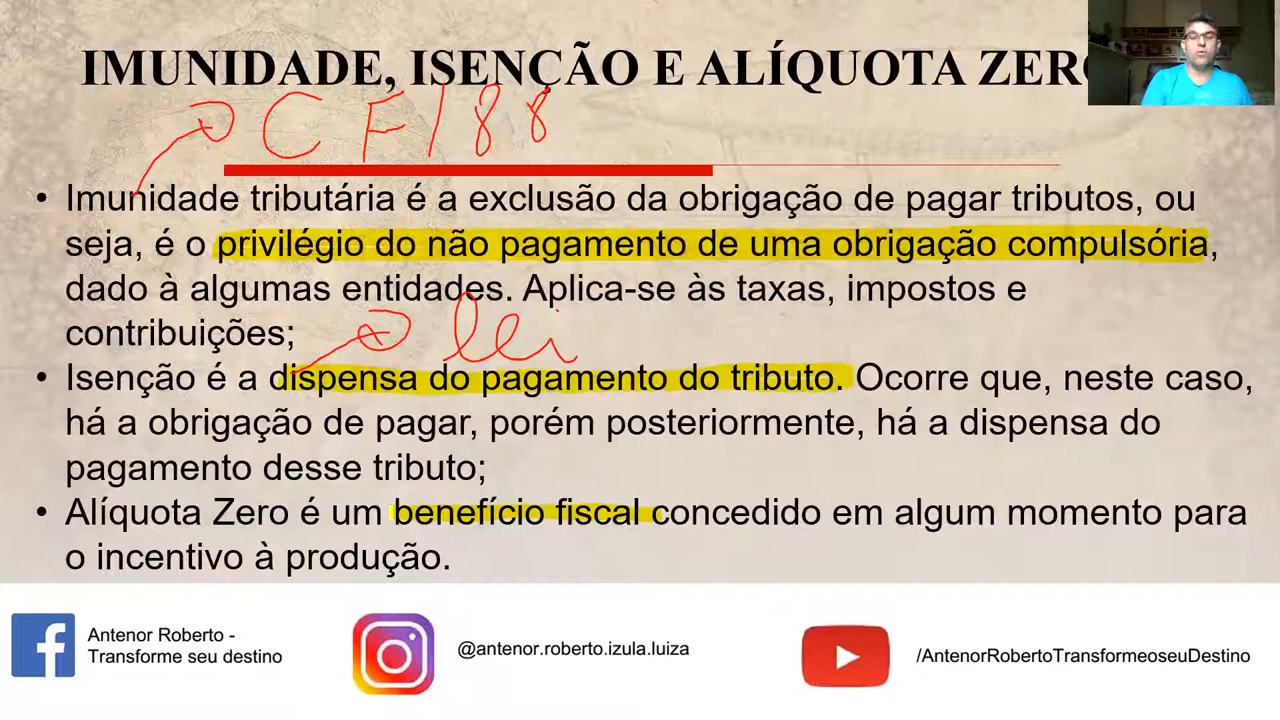 IMUNIDADE, ISENÇÃO E ALÍQUOTA ZERO
CF/88
• Imunidade tributária é a exclusão da obrigação de pagar tributos, ou
seja, é o privilégio do não pagamento de uma obrigação compulsória,
dado à algumas entidades. Aplica-se às taxas, impostos e
contribuições;
lei
• Isenção é a dispensa do pagamento do tributo. Ocorre que, neste caso,
há a obrigação de pagar, porém posteriormente, há a dispensa do
pagamento desse tributo;
• Alíquota Zero é um benefício fiscal concedido em algum momento para
o incentivo à produção.
Antenor Roberto -
Transforme seu destino
@antenor.roberto.izula.luiza
/AntenorRobertoTransformeoseuDestino